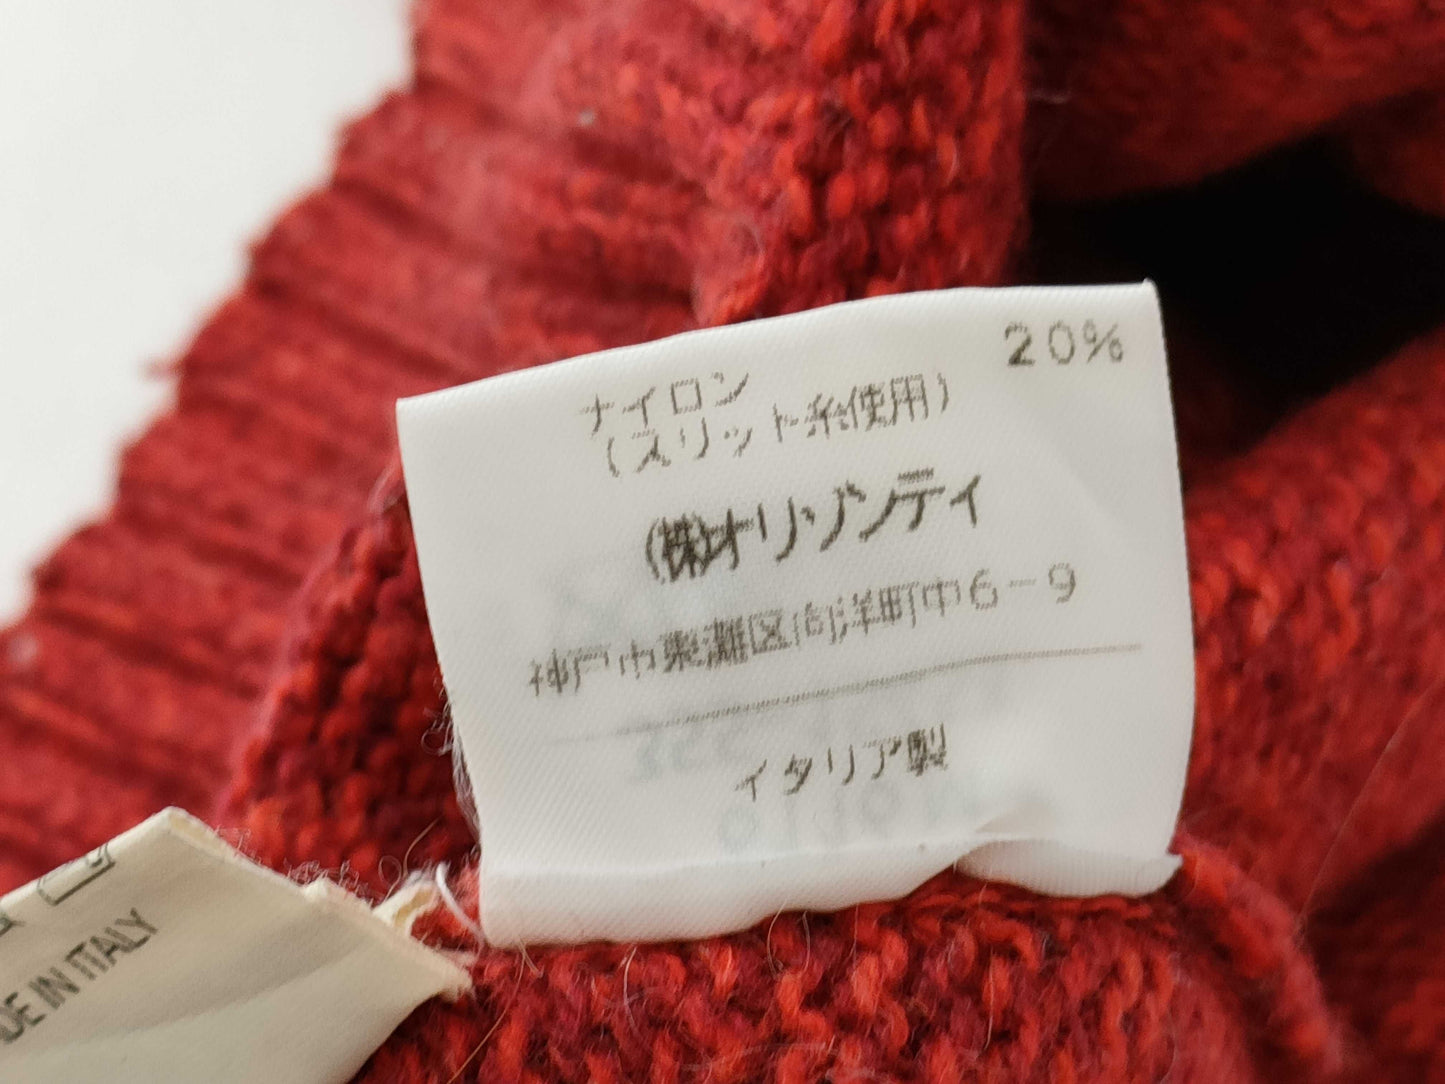 20%
ナイロン
(スリット糸使用)
(株)オリゾンティ
神戸市東灘区向洋町中6-9
イタリア製
DE IN ITALY